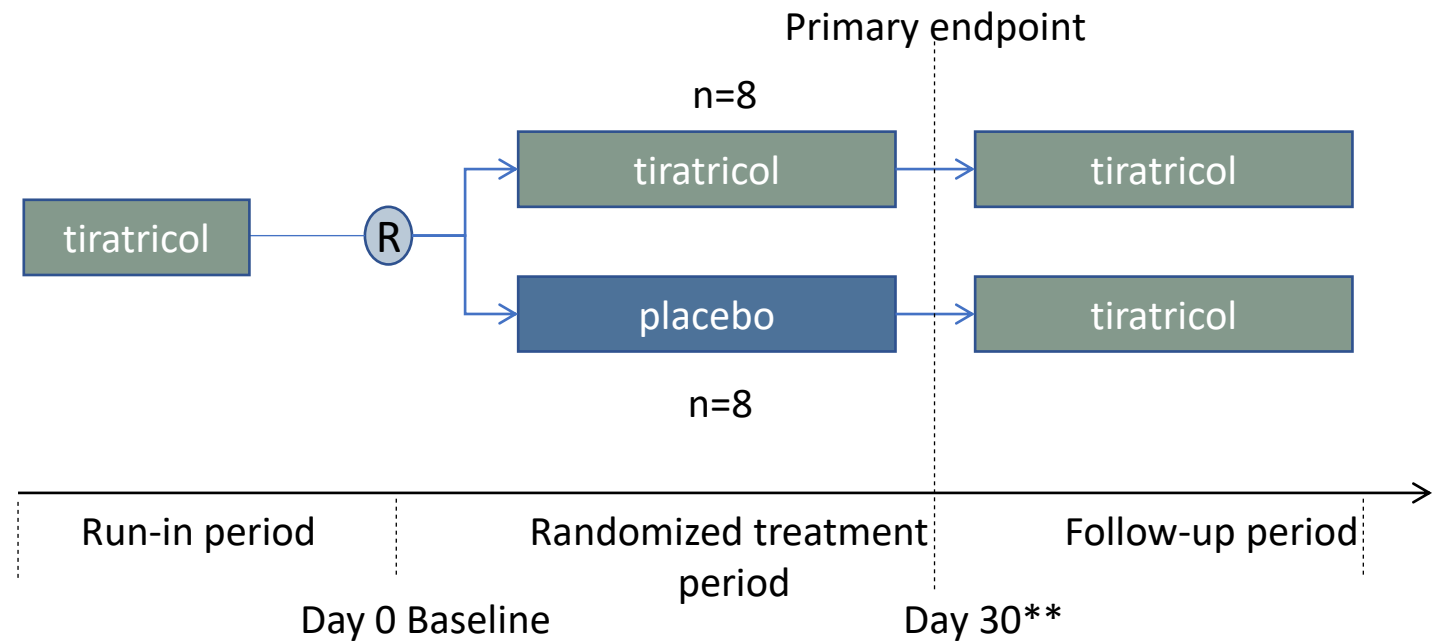 Primary endpoint
n=8
tiratricol
tiratricol
tiratricol
R
placebo
tiratricol
n=8
Run-in period
Randomized treatment
period
Follow-up period
Day 0 Baseline
Day 30**